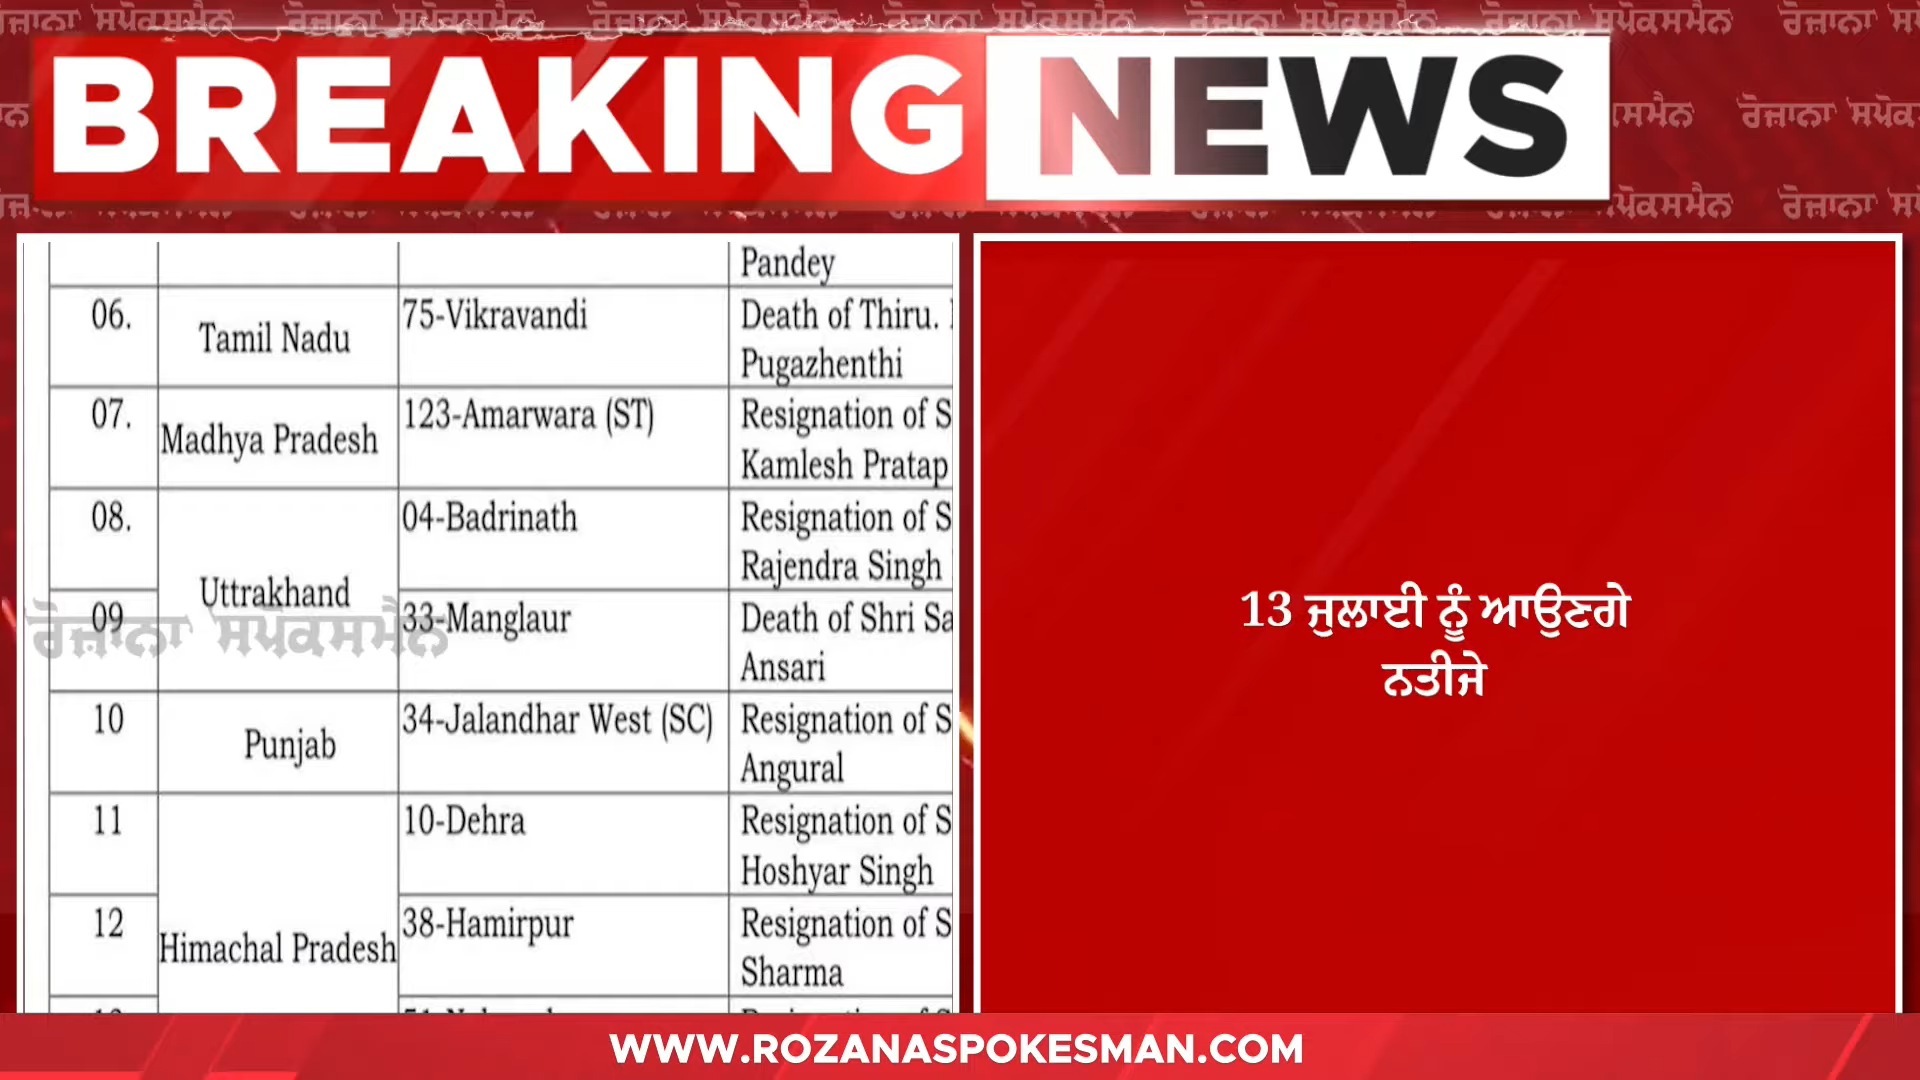 BREAKING NEWS
Pandey
06. Tamil Nadu 75-Vikravandi Death of Thiru.
Pugazhenthi
07. Madhya Pradesh 123-Amarwara (ST) Resignation of S
Kamlesh Pratap
08. 04-Badrinath Resignation of S
Rajendra Singh
Uttrakhand
09 33-Manglaur Death of Shri Sa
Ansari
10 Punjab 34-Jalandhar West (SC) Resignation of S
Angural
11 10-Dehra Resignation of S
Hoshyar Singh
12 38-Hamirpur Resignation of S
Himachal Pradesh Sharma
ਰੋਜ਼ਾਨਾ ਸਪੋਕਸਮੈਨ
13 ਜੁਲਾਈ ਨੂੰ ਆਉਣਗੇ
ਨਤੀਜੇ
WWW.ROZANASPOKESMAN.COM